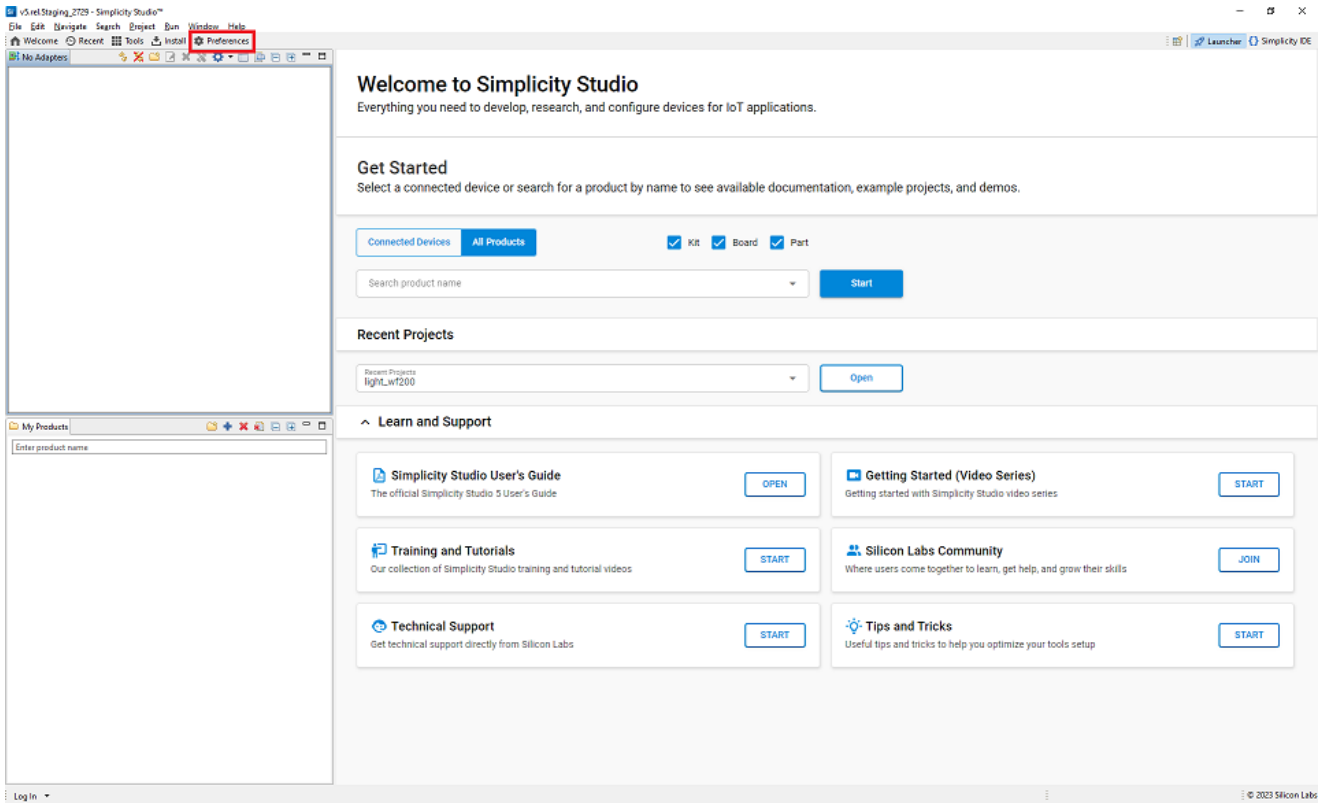 v5.rel.Staging_2729 - Simplicity Studio™
File Edit Navigate Search Project Run Window Help
Welcome Recent Tools Install Preferences
Launcher Simplicity IDE
No Adapters
Welcome to Simplicity Studio
Everything you need to develop, research, and configure devices for IoT applications.
Get Started
Select a connected device or search for a product by name to see available documentation, example projects, and demos.
Connected Devices All Products Kit Board Part
Search product name Start
Recent Projects
Recent Projects
light_wf200 Open
My Products
Enter product name
Learn and Support
Simplicity Studio User's Guide
The official Simplicity Studio 5 User's Guide
OPEN
Getting Started (Video Series)
Getting started with Simplicity Studio video series
START
Training and Tutorials
Our collection of Simplicity Studio training and tutorial videos
START
Silicon Labs Community
Where users come together to learn, get help, and grow their skills
JOIN
Technical Support
Get technical support directly from Silicon Labs
START
Tips and Tricks
Useful tips and tricks to help you optimize your tools setup
START
Log In
© 2023 Silicon Labs